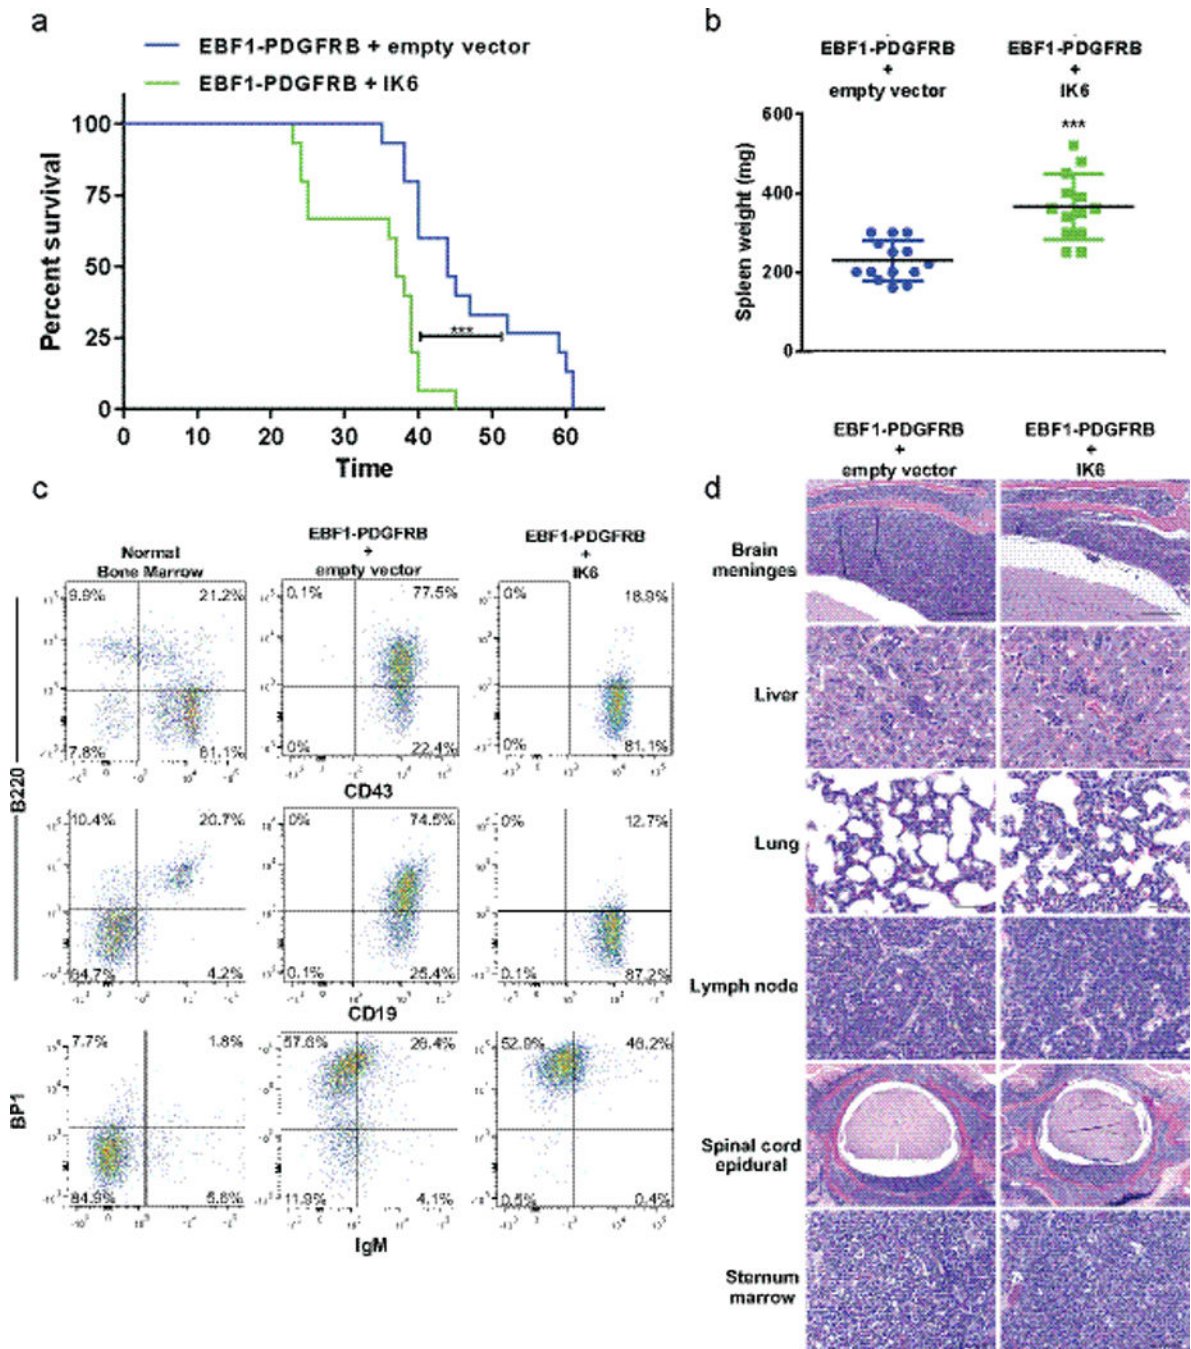 a
EBF1-PDGFRB + empty vector
EBF1-PDGFRB + IK6
100
75
50
25
0
Percent survival
***
0 10 20 30 40 50 60
Time
b
EBF1-PDGFRB
+
empty vector
EBF1-PDGFRB
+
IK6
***
600
400
200
0
Spleen weight (mg)
c
Normal
Bone Marrow
EBF1-PDGFRB
+
empty vector
EBF1-PDGFRB
+
IK6
9.9% 21.2%
7.8% 61.1%
0.1% 77.5%
0% 22.4%
0% 18.9%
0% 81.1%
B220
CD43
10.4% 20.7%
64.7% 4.2%
0% 74.5%
0.1% 25.4%
0% 12.7%
0.1% 87.2%
CD19
7.7% 1.8%
84.9% 5.6%
57.6% 26.4%
11.9% 4.1%
46.2%
0.4%
BP1
IgM
d
EBF1-PDGFRB
+
empty vector
EBF1-PDGFRB
+
IK6
Brain
meninges
Liver
Lung
Lymph node
Spinal cord
epidural
Sternum
marrow